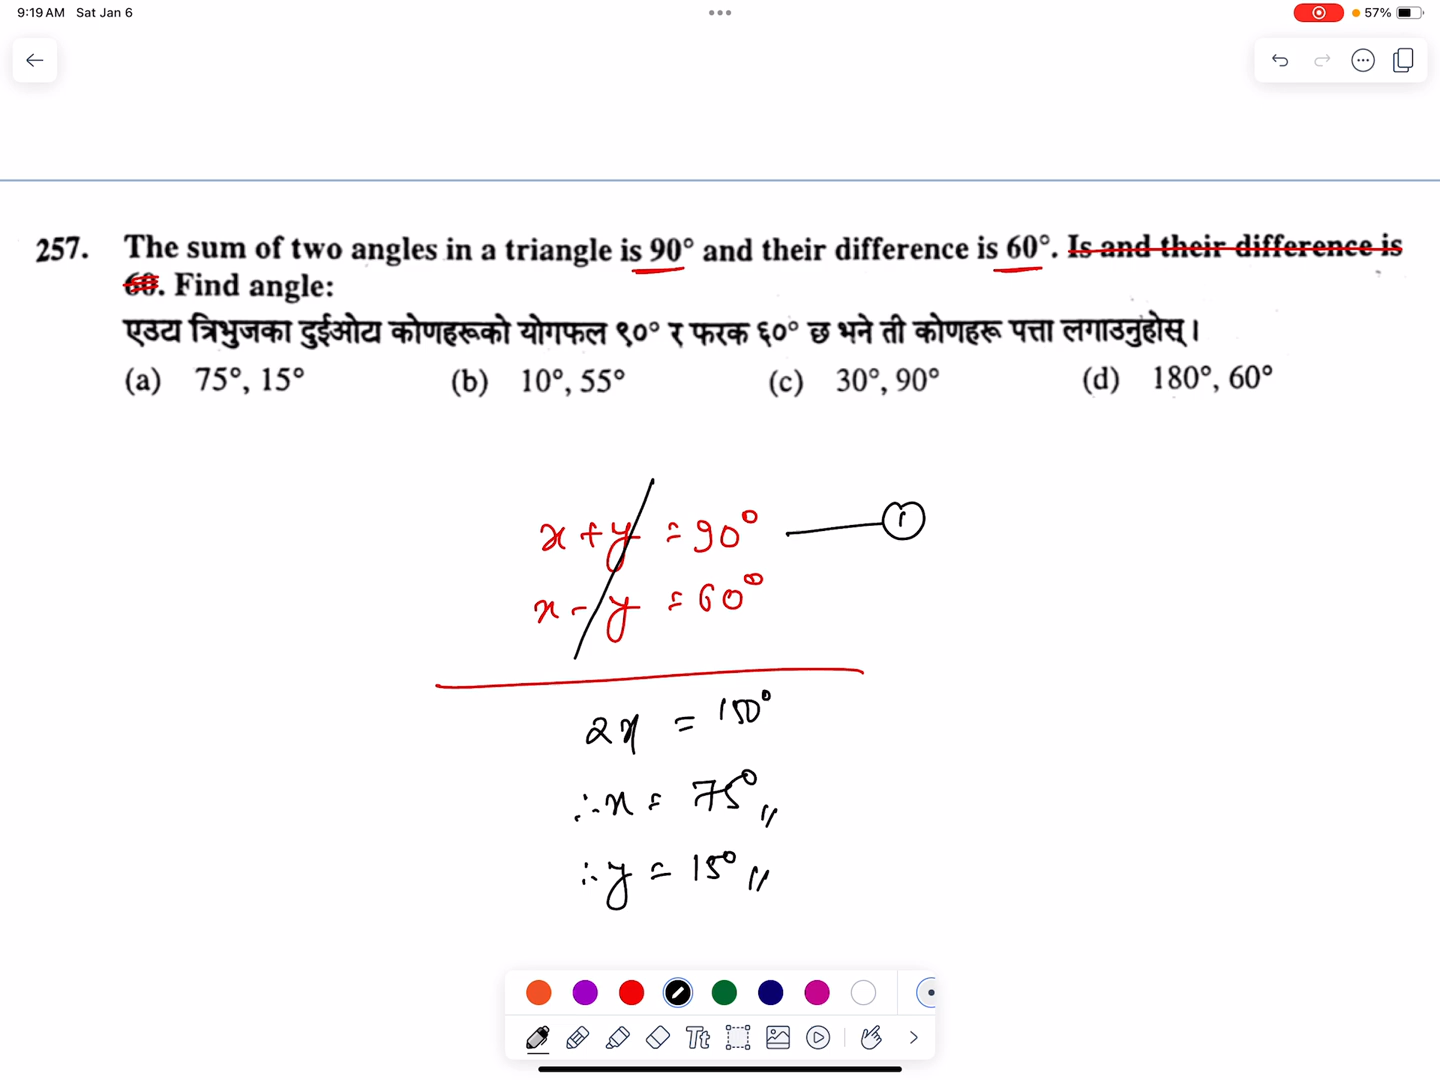 9:19 AM Sat Jan 6
57%
257. The sum of two angles in a triangle is 90° and their difference is 60°. Is and their difference is
60. Find angle:
एउटा त्रिभुजका दुईओटा कोणहरूको योगफल ९०° र फरक ६०° छ भने ती कोणहरू पत्ता लगाउनुहोस् ।
(a) 75°, 15° (b) 10°, 55° (c) 30°, 90° (d) 180°, 60°
x + y = 90° ——— 1
x - y = 60°
2x = 150°
∴ x = 75° ,,
∴ y = 15° ,,
Tt